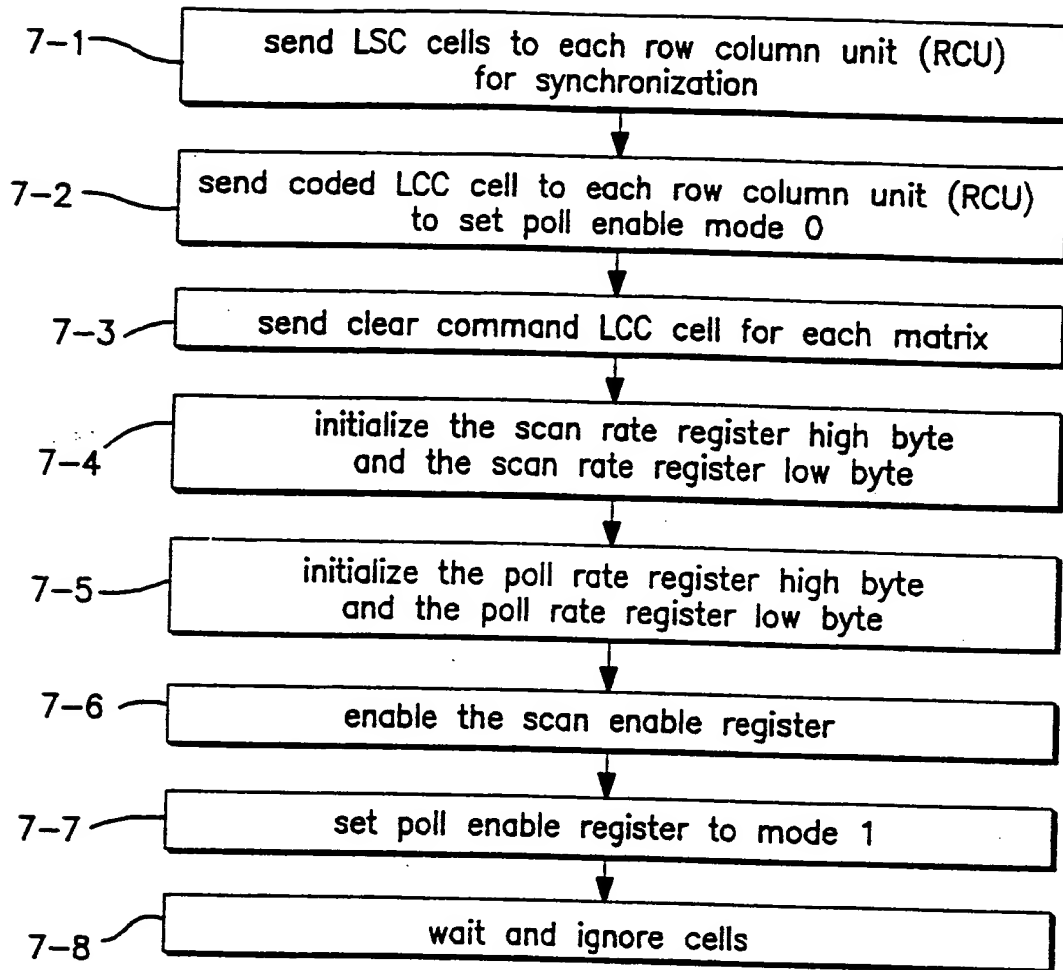 7-1
send LSC cells to each row column unit (RCU)
for synchronization
7-2
send coded LCC cell to each row column unit (RCU)
to set poll enable mode 0
7-3
send clear command LCC cell for each matrix
7-4
initialize the scan rate register high byte
and the scan rate register low byte
7-5
initialize the poll rate register high byte
and the poll rate register low byte
7-6
enable the scan enable register
7-7
set poll enable register to mode 1
7-8
wait and ignore cells